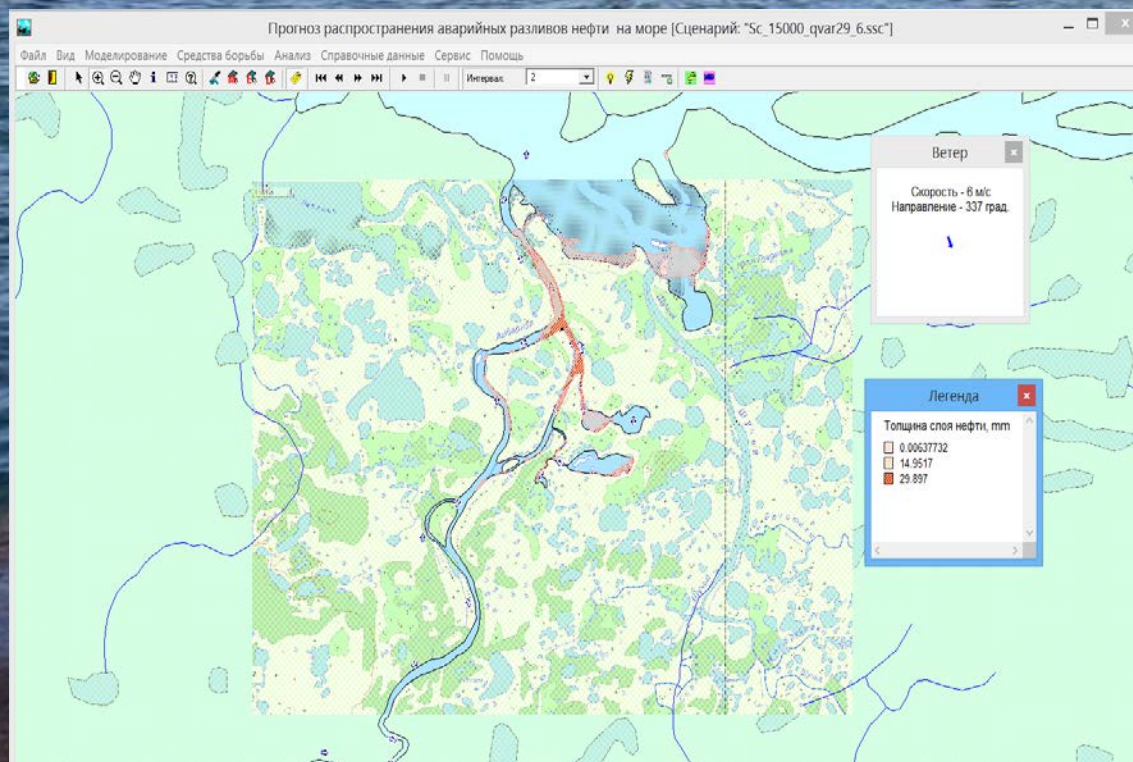 Прогноз распространения аварийных разливов нефти на море [Сценарий: "Sc_15000_qvar29_6.ssc"]
Файл Вид Моделирование Средства борьбы Анализ Справочные данные Сервис Помощь
Интервал: 2
Ветер
Скорость - 6 м/с
Направление - 337 град.
Легенда
Толщина слоя нефти, mm
0.00637732
14.9517
29.897